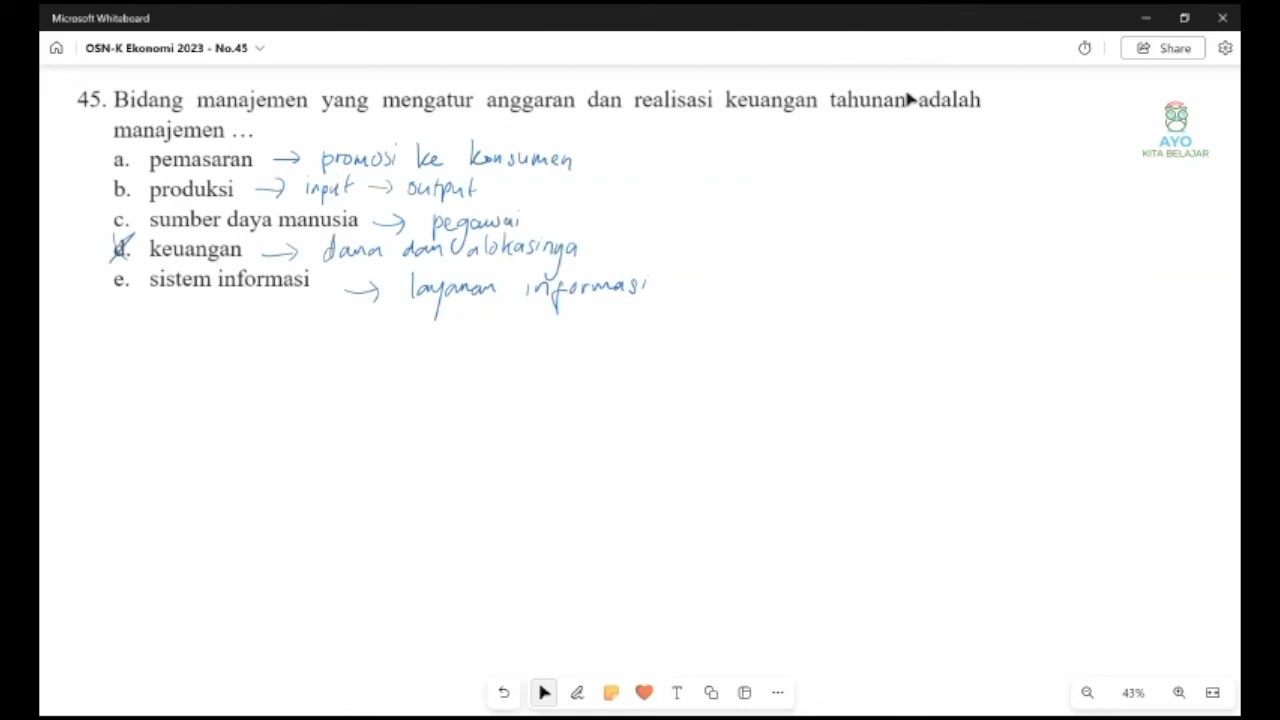 Microsoft Whiteboard
OSN-K Ekonomi 2023 - No.45
Share
45. Bidang manajemen yang mengatur anggaran dan realisasi keuangan tahunan adalah
manajemen …
a. pemasaran → promosi ke konsumen
b. produksi → input → output
c. sumber daya manusia → pegawai
d. keuangan → dana dan alokasinya
e. sistem informasi → layanan informasi
AYO
KITA BELAJAR
43%